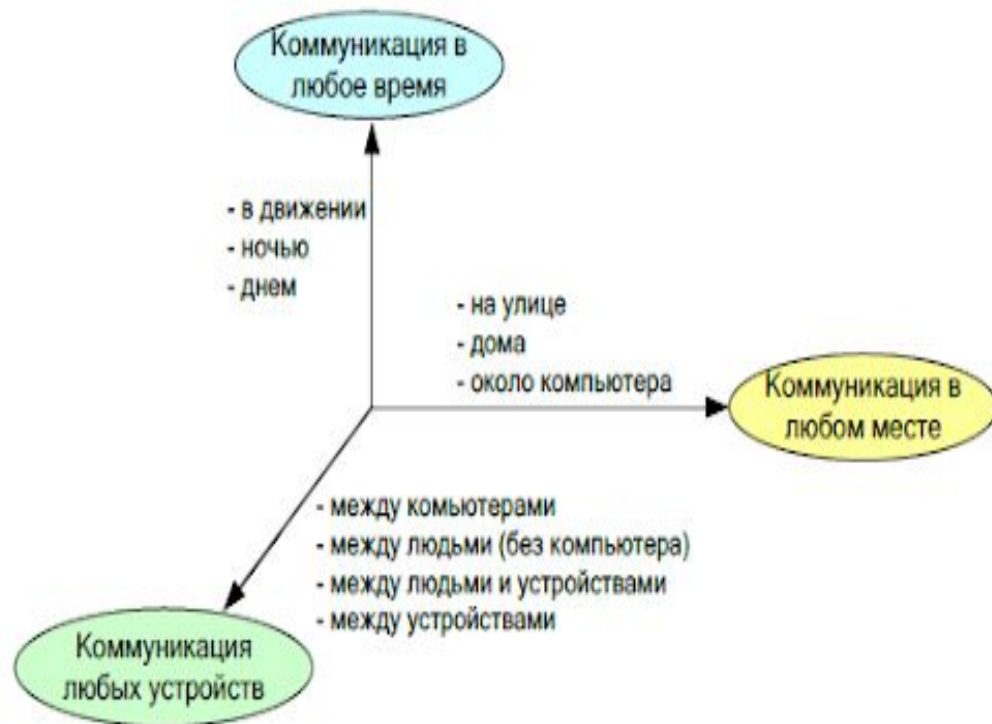 Коммуникация в
любое время
- в движении
- ночью
- днем
- на улице
- дома
- около компьютера
Коммуникация в
любом месте
- между комьютерами
- между людьми (без компьютера)
- между людьми и устройствами
- между устройствами
Коммуникация
любых устройств